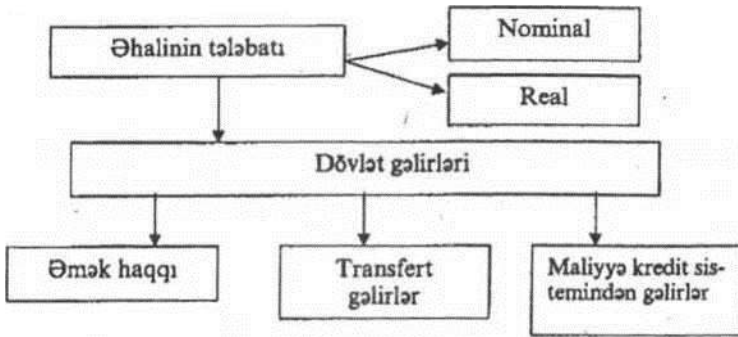 Əhalinin tələbatı
Nominal
Real
Dövlət gəlirləri
Əmək haqqı
Transfert
gəlirlər
Maliyyə kredit sis-
temindən gəlirlər